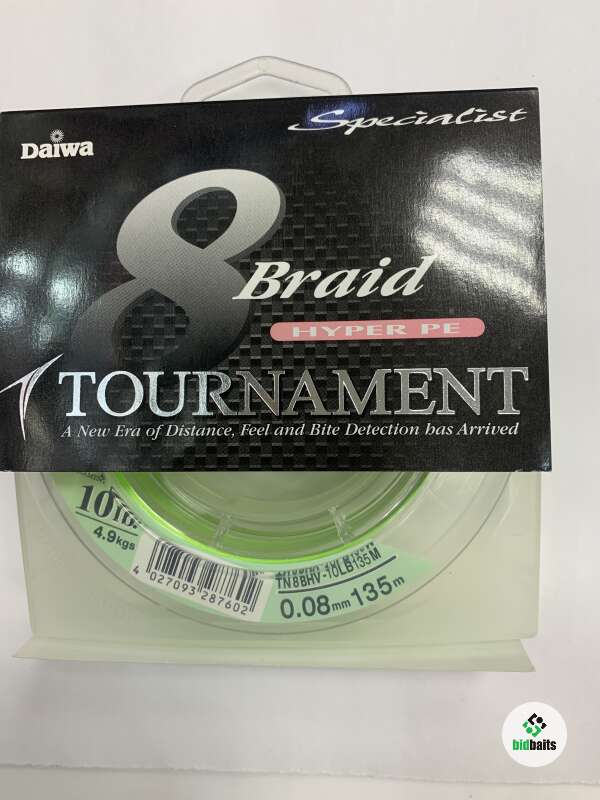 Specialist
Daiwa
8 Braid
HYPER PE
TOURNAMENT
A New Era of Distance, Feel and Bite Detection has Arrived
10lb.
4.9kgs
4 027093 287602
TN8BHV-10LB135M
0.08mm 135m
bidbaits